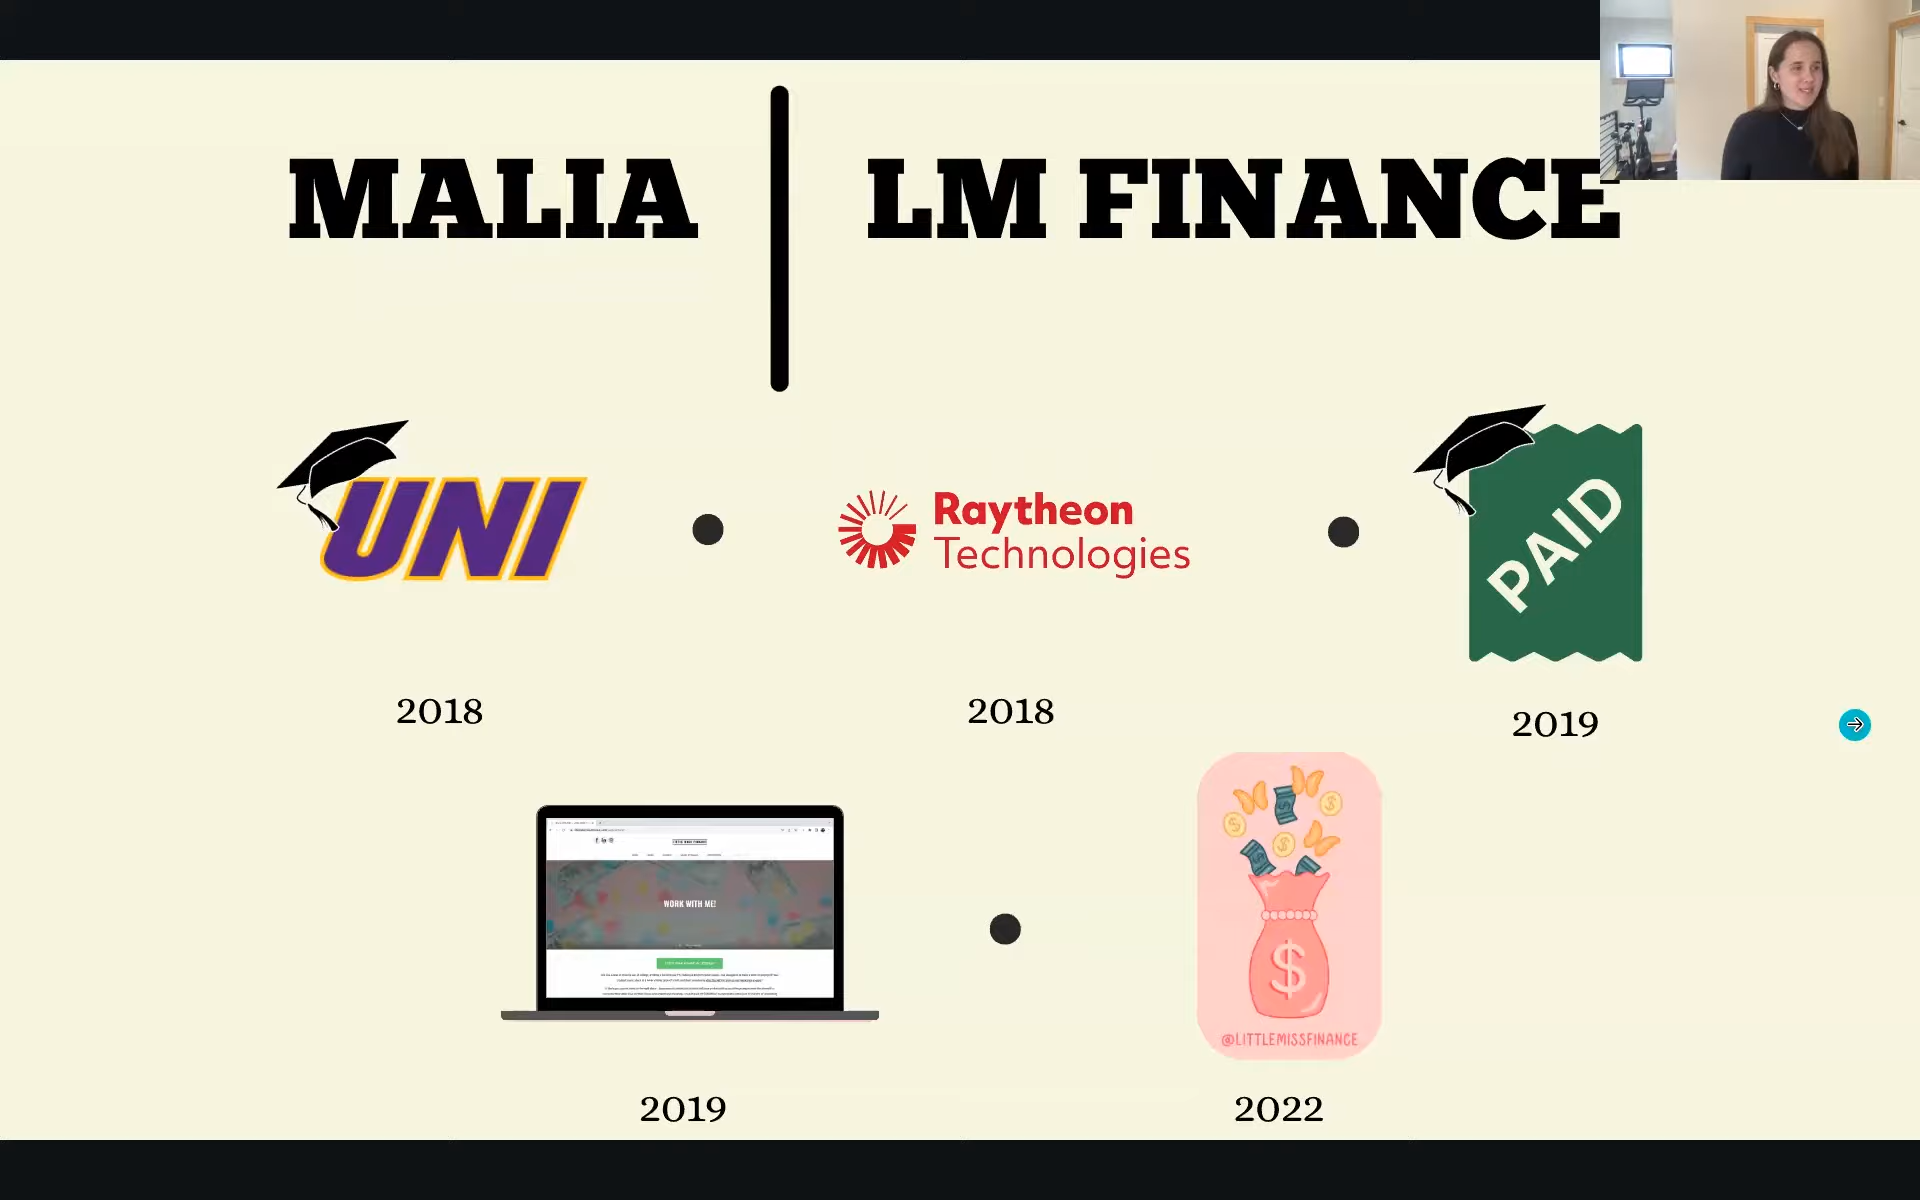 MALIA
LM FINANCE
UNI
Raytheon
Technologies
PAID
2018
2018
2019
WORK WITH ME!
$
@LITTLEMISSFINANCE
2019
2022